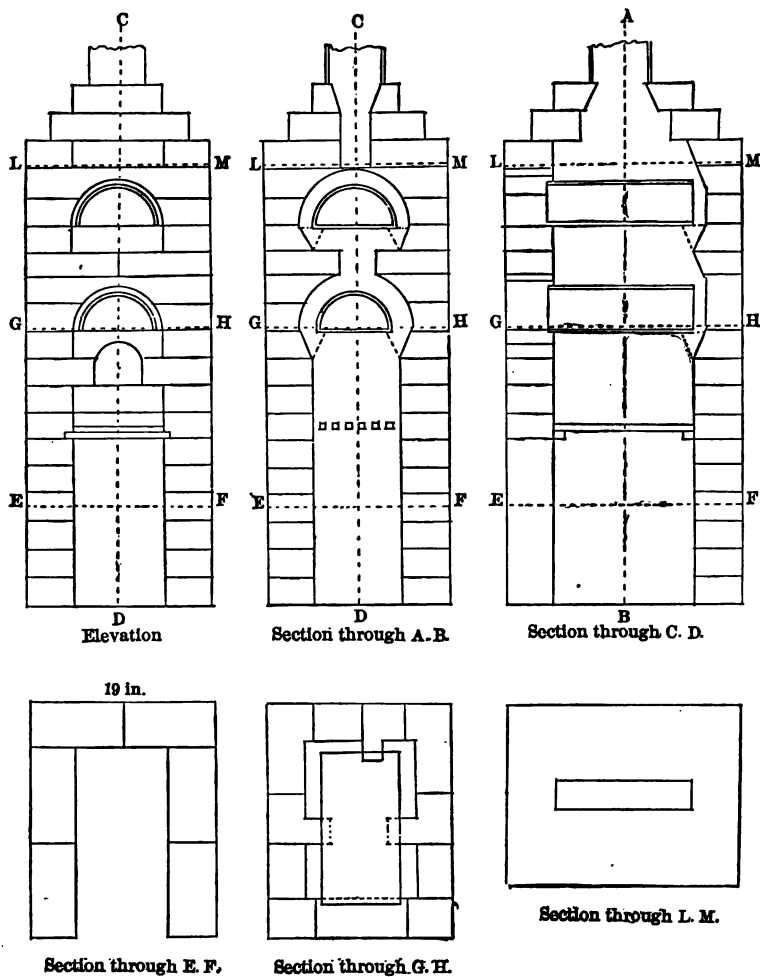 C
C
A
L
M
L
M
L
M
G
H
G
H
G
H
E
F
E
F
E
F
D
D
B
Elevation
Section through A. B.
Section through C. D.
19 in.
Section through E. F.
Section through G. H.
Section through L. M.